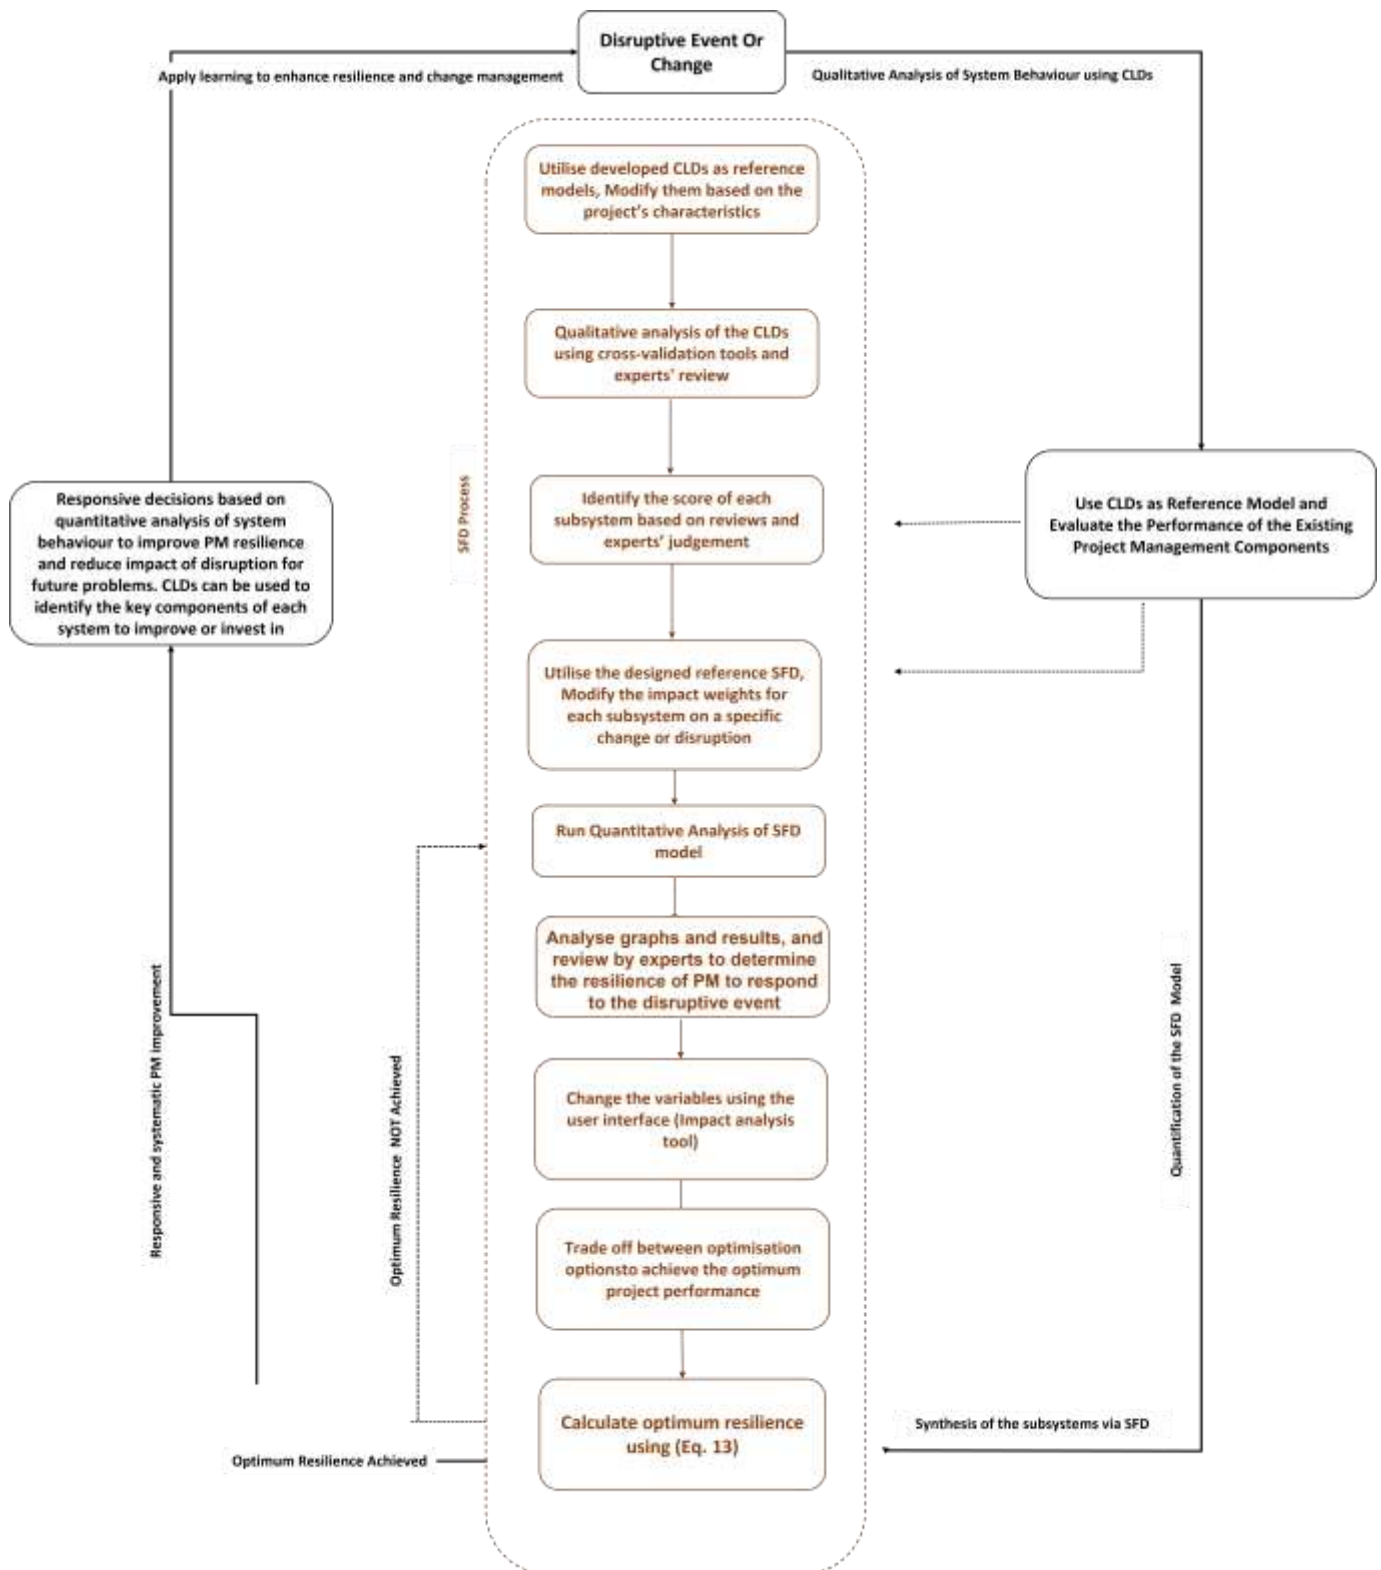 Disruptive Event Or
Change
Apply learning to enhance resilience and change management
Qualitative Analysis of System Behaviour using CLDs
Utilise developed CLDs as reference
models, Modify them based on the
project's characteristics
Qualitative analysis of the CLDs
using cross-validation tools and
experts' review
SFD Process
Identify the score of each
subsystem based on reviews and
experts' judgement
Use CLDs as Reference Model and
Evaluate the Performance of the Existing
Project Management Components
Responsive decisions based on
quantitative analysis of system
behaviour to improve PM resilience
and reduce impact of disruption for
future problems. CLDs can be used to
identify the key components of each
system to improve or invest in
Utilise the designed reference SFD,
Modify the impact weights for
each subsystem on a specific
change or disruption
Run Quantitative Analysis of SFD
model
Analyse graphs and results, and
review by experts to determine
the resilience of PM to respond
to the disruptive event
Change the variables using the
user interface (Impact analysis
tool)
Trade off between optimisation
optionsto achieve the optimum
project performance
Calculate optimum resilience
using (Eq. 13)
Responsive and systematic PM improvement
Optimum Resilience NOT Achieved
Quantification of the SFD Model
Synthesis of the subsystems via SFD
Optimum Resilience Achieved